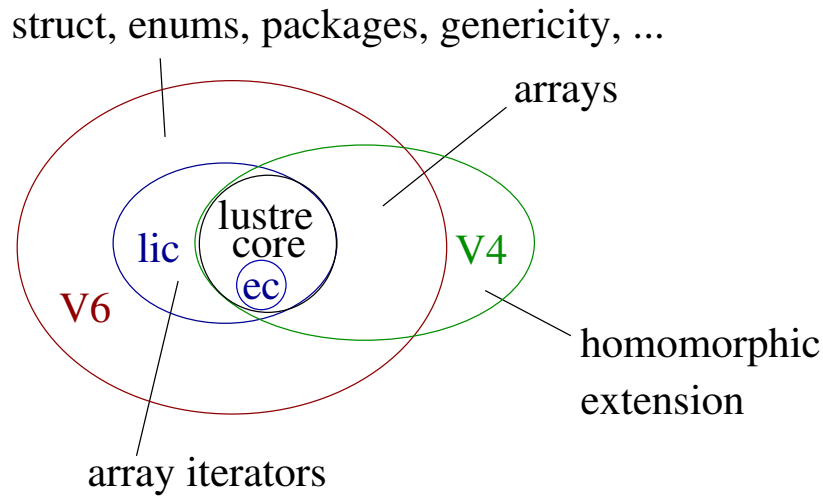 struct, enums, packages, genericity, ...
arrays
lustre
core
lic
V4
ec
V6
homomorphic
extension
array iterators